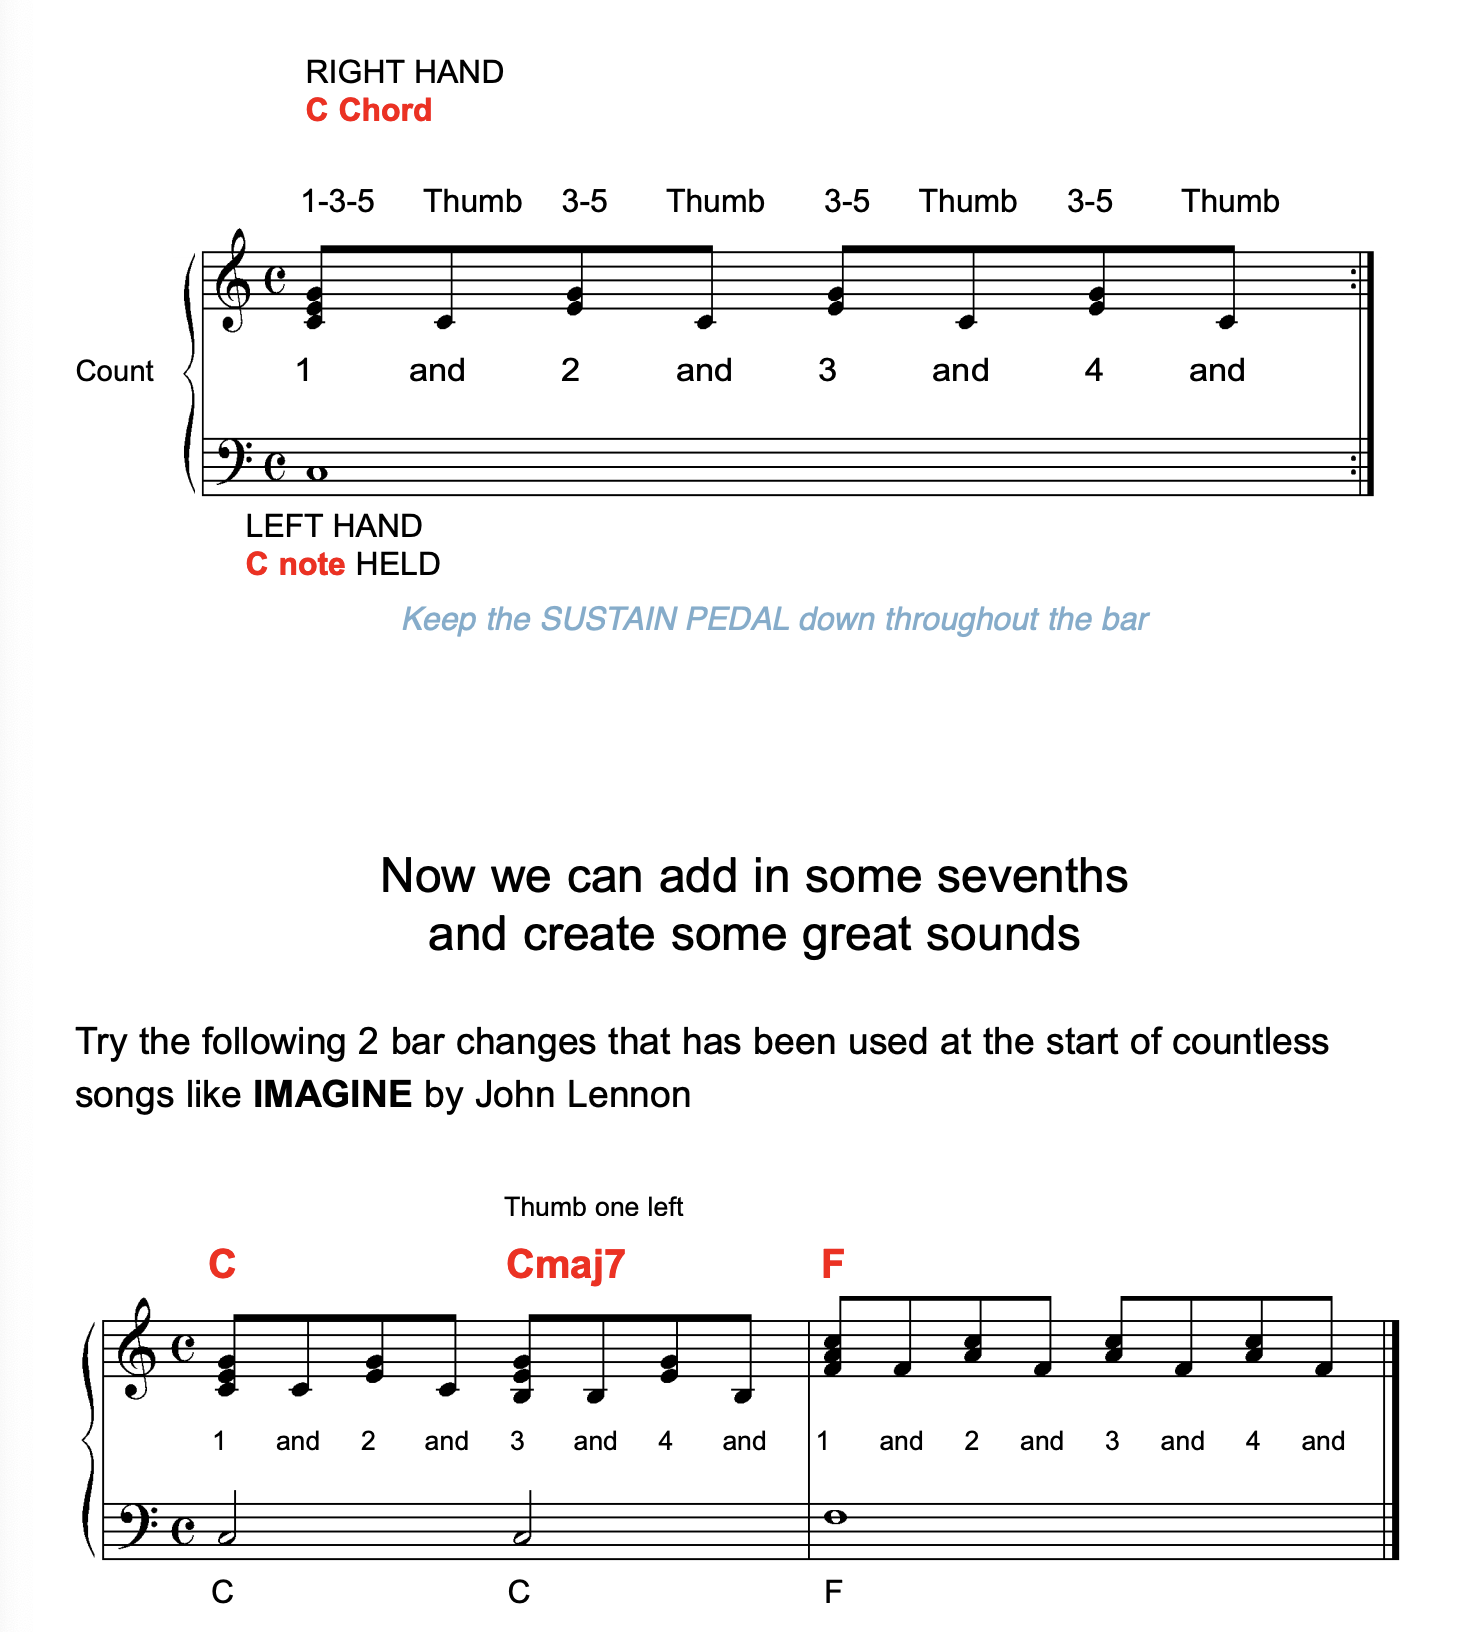 RIGHT HAND
C Chord
1-3-5 Thumb 3-5 Thumb 3-5 Thumb 3-5 Thumb
Count 1 and 2 and 3 and 4 and
LEFT HAND
C note HELD
Keep the SUSTAIN PEDAL down throughout the bar
Now we can add in some sevenths
and create some great sounds
Try the following 2 bar changes that has been used at the start of countless
songs like IMAGINE by John Lennon
Thumb one left
C Cmaj7 F
1 and 2 and 3 and 4 and 1 and 2 and 3 and 4 and
C C F